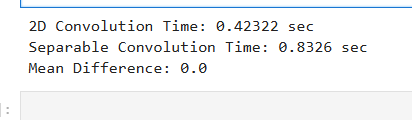 2D Convolution Time: 0.42322 sec
Separable Convolution Time: 0.8326 sec
Mean Difference: 0.0
]: